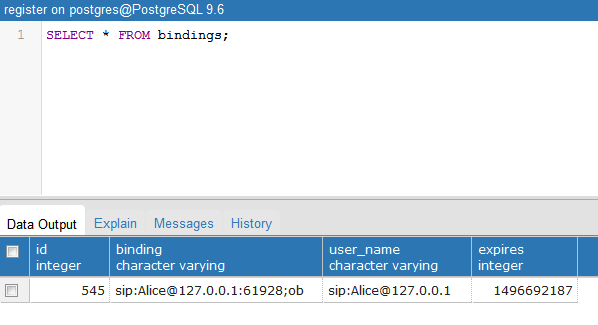 register on postgres@PostgreSQL 9.6
1 SELECT * FROM bindings;
Data Output Explain Messages History
id binding user_name expires
integer character varying character varying integer
545 sip:Alice@127.0.0.1:61928;ob sip:Alice@127.0.0.1 1496692187